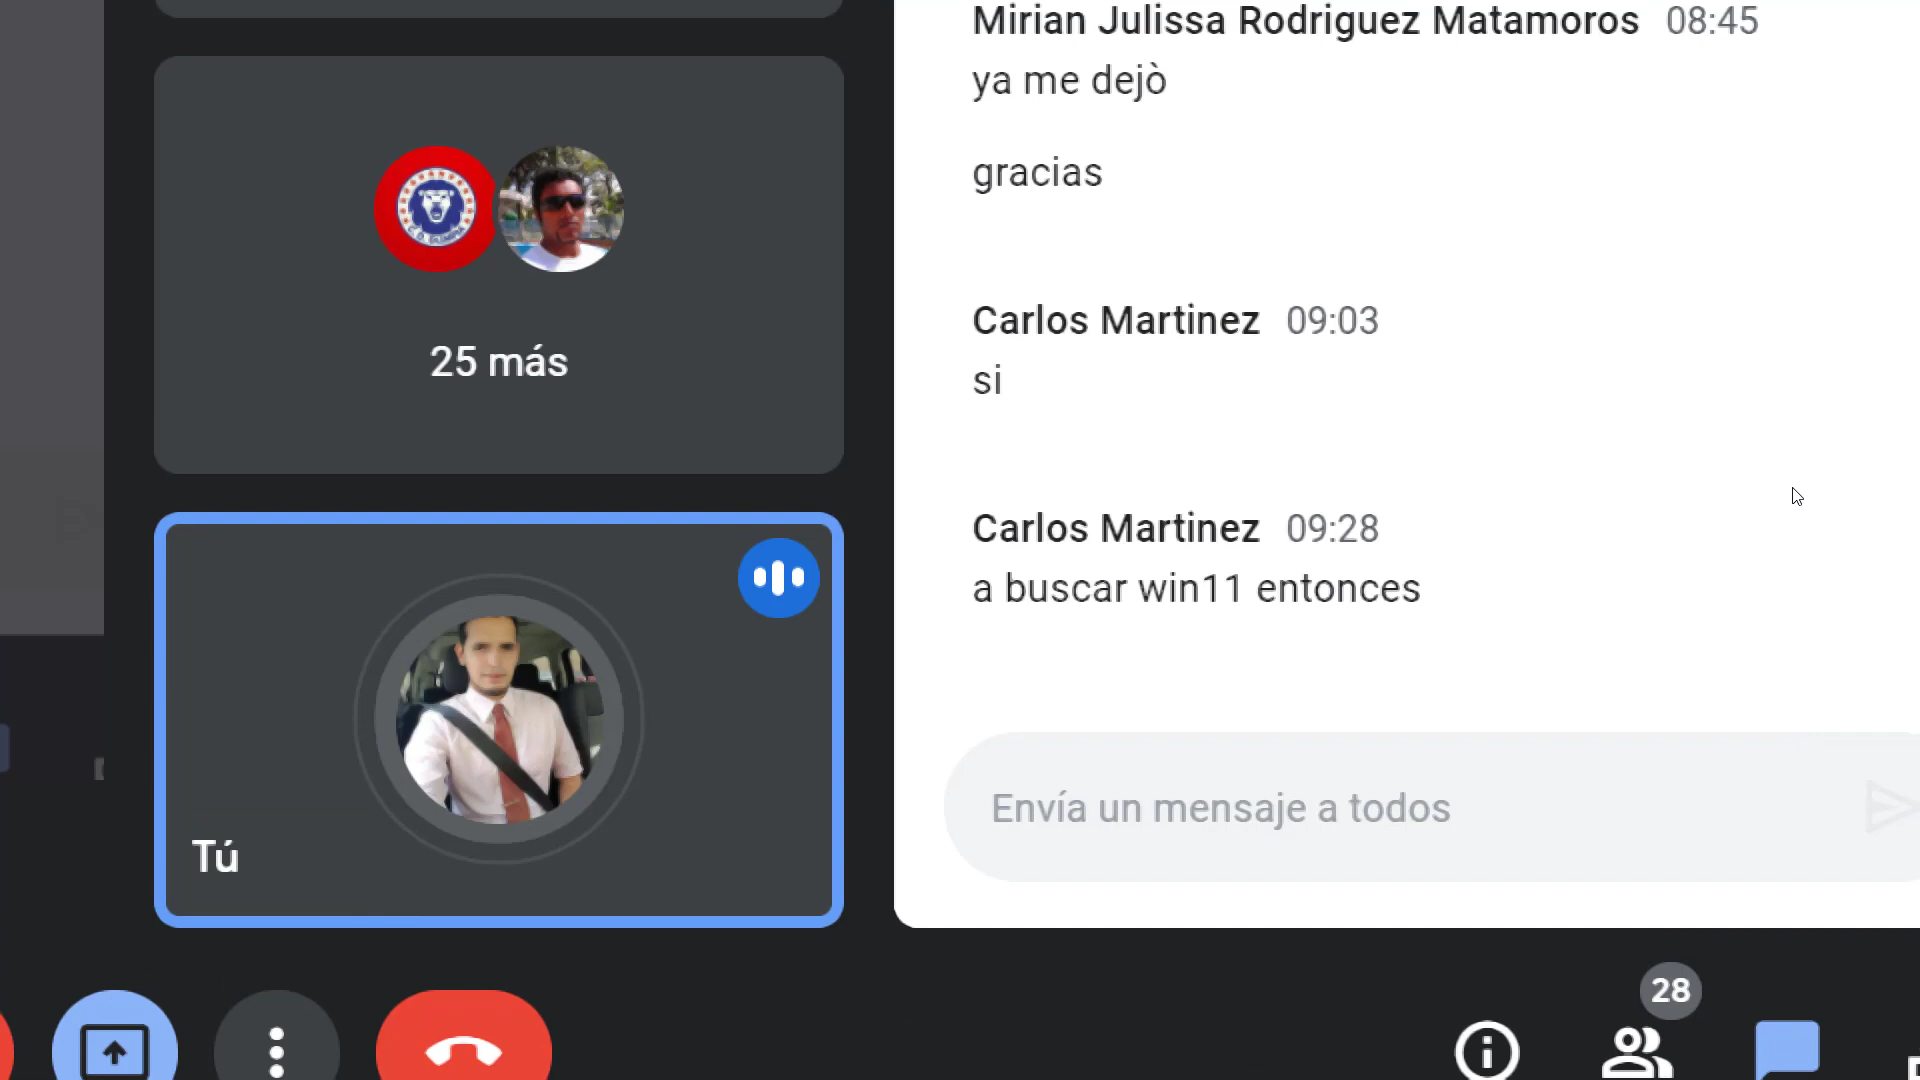 Mirian Julissa Rodriguez Matamoros 08:45
ya me dejò
gracias
25 más
Carlos Martinez 09:03
si
Carlos Martinez 09:28
a buscar win11 entonces
Envía un mensaje a todos
Tú
28